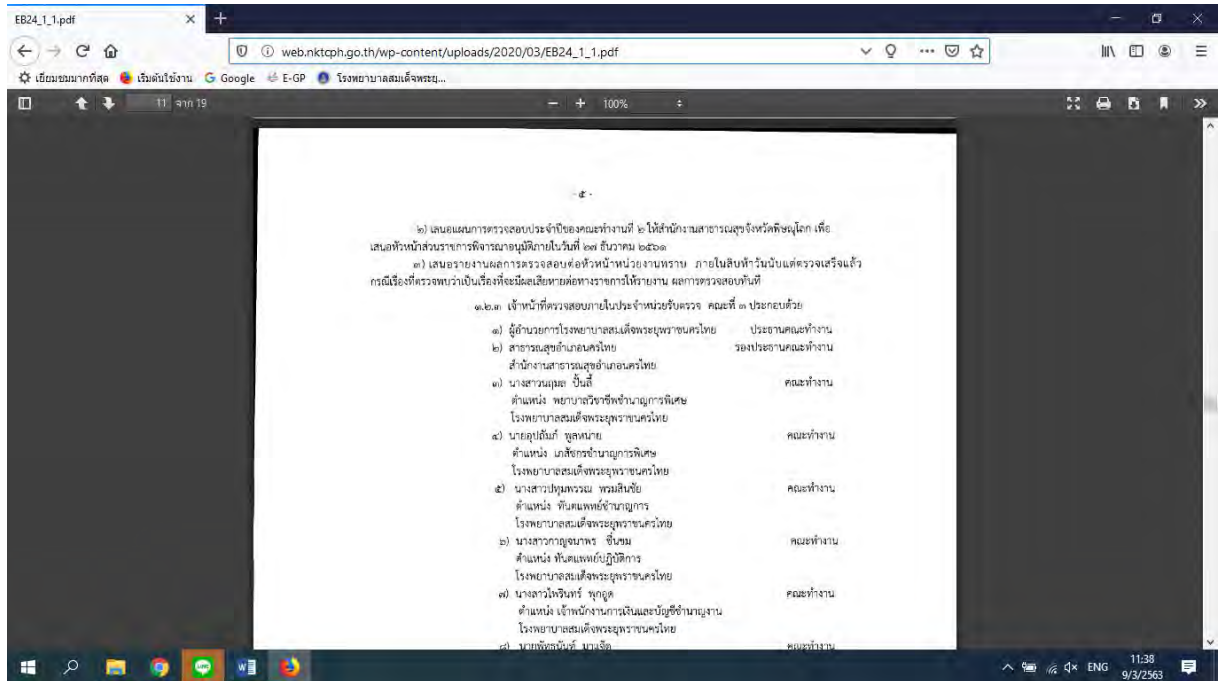 EB24_1_1.pdf
web.nktcph.go.th/wp-content/uploads/2020/03/EB24_1_1.pdf
เยี่ยมชมมากที่สุด เริ่มต้นใช้งาน Google E-GP โรงพยาบาลสมเด็จพระยุ...
11 จาก 19 100%
- ๕ -
๒) เสนอแผนการตรวจสอบประจำปีของคณะทำงานที่ ๒ ให้สำนักงานสาธารณสุขจังหวัดพิษณุโลก เพื่อ
เสนอหัวหน้าส่วนราชการพิจารณาอนุมัติภายในวันที่ ๒๗ ธันวาคม ๒๕๖๑
๓) เสนอรายงานผลการตรวจสอบต่อหัวหน้าหน่วยงานทราบ ภายในสิบห้าวันนับแต่ตรวจเสร็จแล้ว
กรณีเรื่องที่ตรวจพบว่าเป็นเรื่องที่จะมีผลเสียหายต่อทางราชการให้รายงาน ผลการตรวจสอบทันที
๑.๒.๓ เจ้าหน้าที่ตรวจสอบภายในประจำหน่วยรับตรวจ คณะที่ ๓ ประกอบด้วย
๑) ผู้อำนวยการโรงพยาบาลสมเด็จพระยุพราชนครไทย ประธานคณะทำงาน
๒) สาธารณสุขอำเภอนครไทย รองประธานคณะทำงาน
สำนักงานสาธารณสุขอำเภอนครไทย
๓) นางสาวนฤมล ปั้นลี้ คณะทำงาน
ตำแหน่ง พยาบาลวิชาชีพชำนาญการพิเศษ
โรงพยาบาลสมเด็จพระยุพราชนครไทย
๔) นายอุปถัมภ์ พูลหน่าย คณะทำงาน
ตำแหน่ง เภสัชกรชำนาญการพิเศษ
โรงพยาบาลสมเด็จพระยุพราชนครไทย
๕) นางสาวปทุมพรรณ พรมสินชัย คณะทำงาน
ตำแหน่ง ทันตแพทย์ชำนาญการ
โรงพยาบาลสมเด็จพระยุพราชนครไทย
๖) นางสาวกาญจนาพร ชื่นชม คณะทำงาน
ตำแหน่ง ทันตแพทย์ปฏิบัติการ
โรงพยาบาลสมเด็จพระยุพราชนครไทย
๗) นางสาวไพรินทร์ พุกอูด คณะทำงาน
ตำแหน่ง เจ้าพนักงานการเงินและบัญชีชำนาญงาน
โรงพยาบาลสมเด็จพระยุพราชนครไทย
๘) นายพัทธนันท์ คณะทำงาน
ENG 11:38
9/3/2563